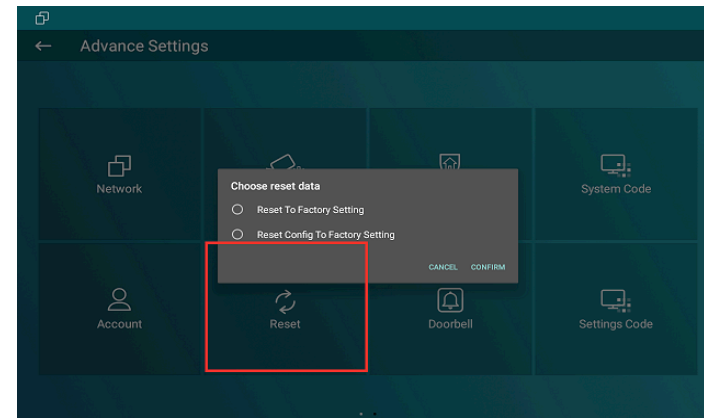 Advance Settings
Network
System Code
Choose reset data
Reset To Factory Setting
Reset Config To Factory Setting
CANCEL CONFIRM
Account
Reset
Doorbell
Settings Code